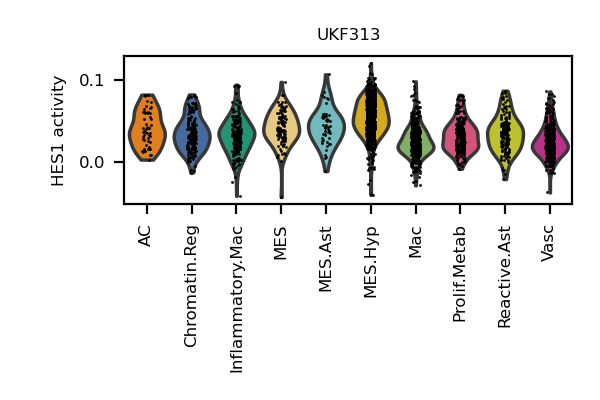 UKF313
HES1 activity
0.1
0.0
AC
Chromatin.Reg
Inflammatory.Mac
MES
MES.Ast
MES.Hyp
Mac
Prolif.Metab
Reactive.Ast
Vasc